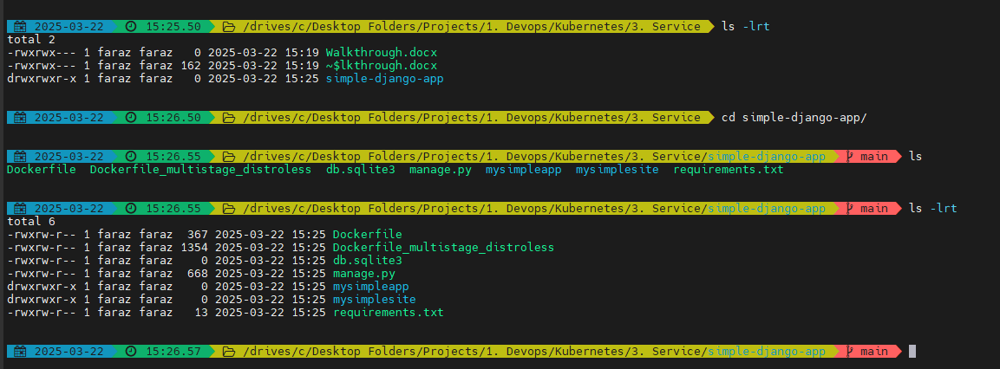 2025-03-22 15:25.50 /drives/c/Desktop Folders/Projects/1. Devops/Kubernetes/3. Service ls -lrt
total 2
-rwxrwx--- 1 faraz faraz   0 2025-03-22 15:19 Walkthrough.docx
-rwxrwx--- 1 faraz faraz 162 2025-03-22 15:19 ~$lkthrough.docx
drwxrwxr-x 1 faraz faraz   0 2025-03-22 15:25 simple-django-app
2025-03-22 15:26.50 /drives/c/Desktop Folders/Projects/1. Devops/Kubernetes/3. Service cd simple-django-app/
2025-03-22 15:26.55 /drives/c/Desktop Folders/Projects/1. Devops/Kubernetes/3. Service/simple-django-app main ls
Dockerfile  Dockerfile_multistage_distroless  db.sqlite3  manage.py  mysimpleapp  mysimplesite  requirements.txt
2025-03-22 15:26.55 /drives/c/Desktop Folders/Projects/1. Devops/Kubernetes/3. Service/simple-django-app main ls -lrt
total 6
-rwxrw-r-- 1 faraz faraz  367 2025-03-22 15:25 Dockerfile
-rwxrw-r-- 1 faraz faraz 1354 2025-03-22 15:25 Dockerfile_multistage_distroless
-rwxrw-r-- 1 faraz faraz    0 2025-03-22 15:25 db.sqlite3
-rwxrw-r-- 1 faraz faraz  668 2025-03-22 15:25 manage.py
drwxrwxr-x 1 faraz faraz    0 2025-03-22 15:25 mysimpleapp
drwxrwxr-x 1 faraz faraz    0 2025-03-22 15:25 mysimplesite
-rwxrw-r-- 1 faraz faraz   13 2025-03-22 15:25 requirements.txt
2025-03-22 15:26.57 /drives/c/Desktop Folders/Projects/1. Devops/Kubernetes/3. Service/simple-django-app main